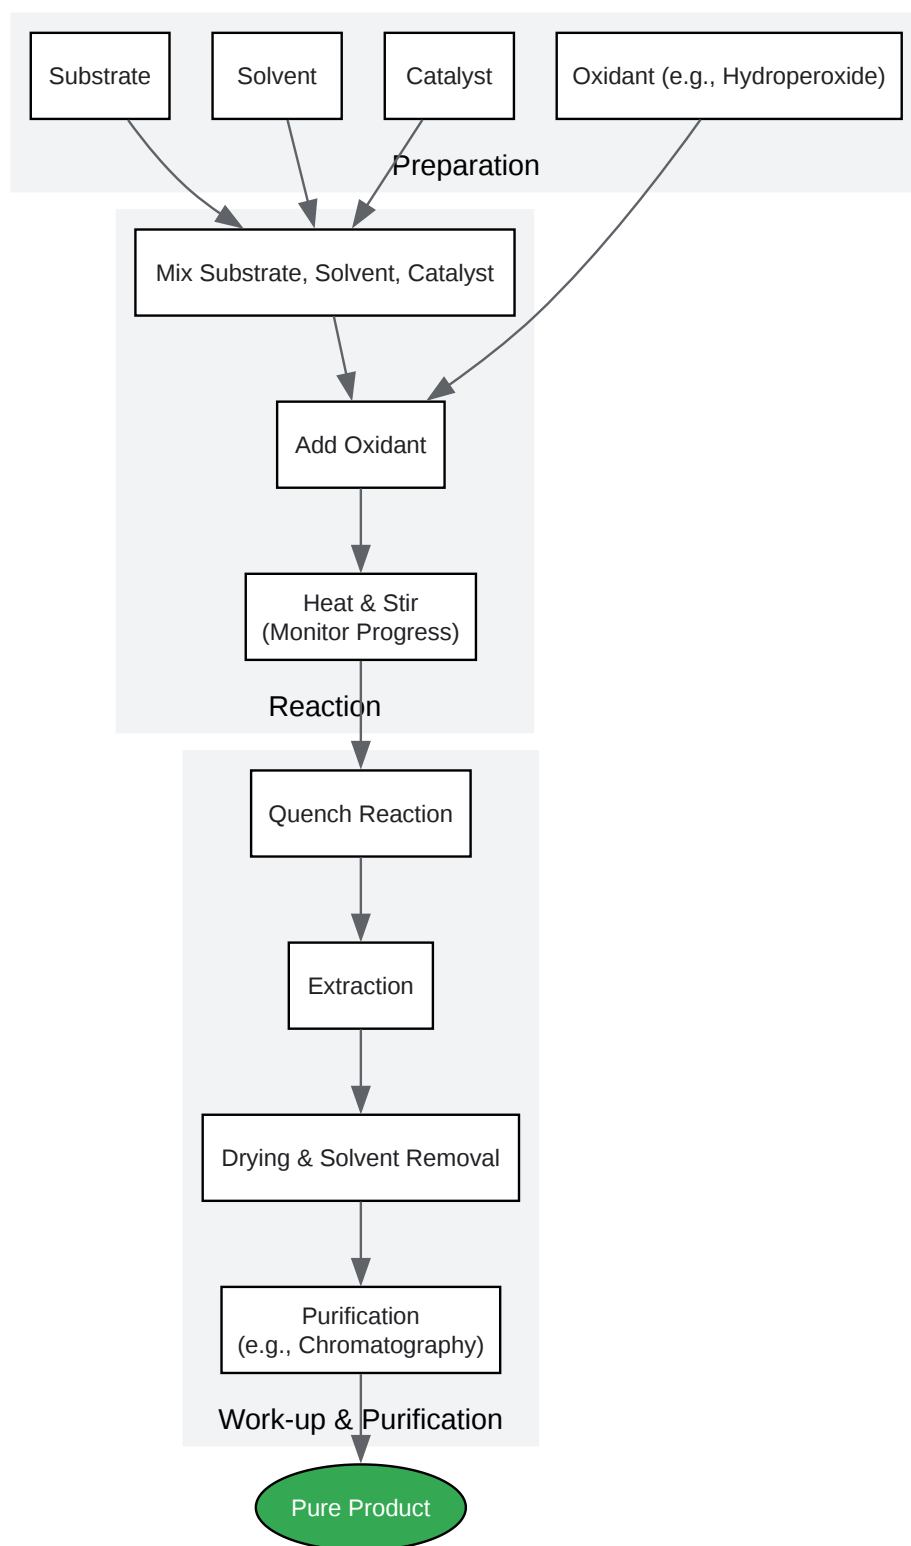 Substrate
Solvent
Catalyst
Oxidant (e.g., Hydroperoxide)
Preparation
Mix Substrate, Solvent, Catalyst
Add Oxidant
Heat & Stir
(Monitor Progress)
Reaction
Quench Reaction
Extraction
Drying & Solvent Removal
Purification
(e.g., Chromatography)
Work-up & Purification
Pure Product